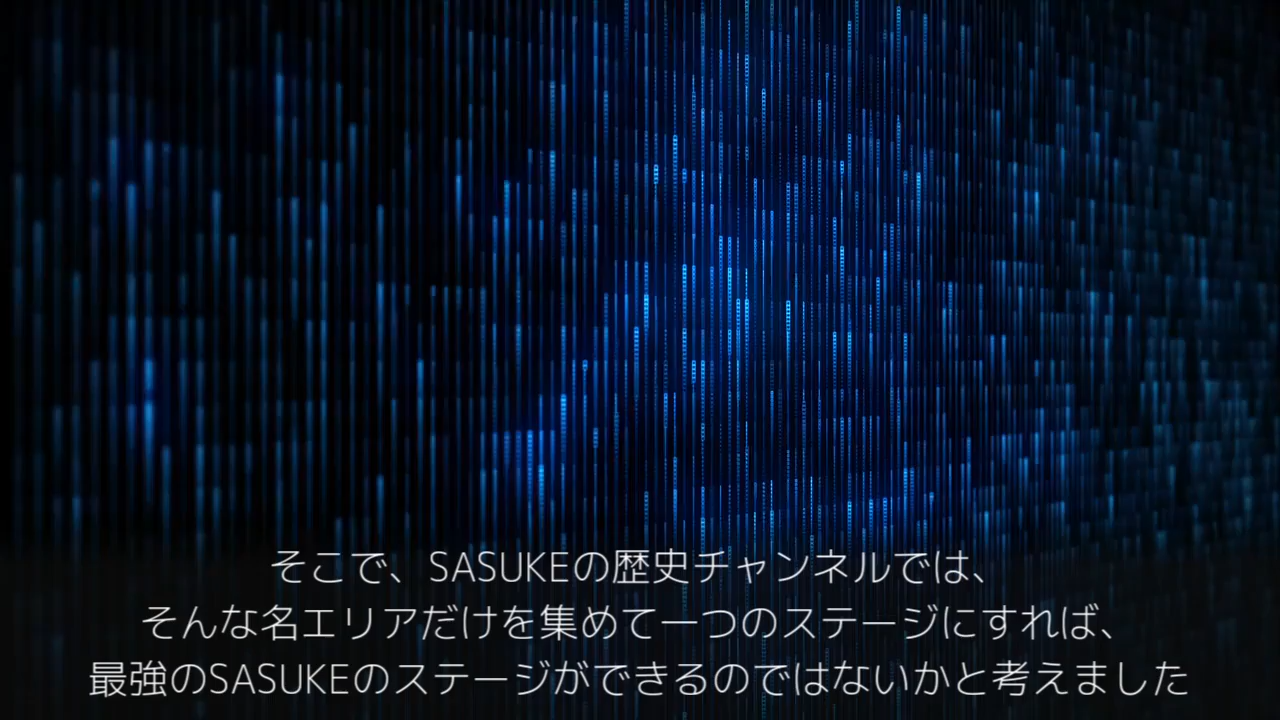 そこで、SASUKEの歴史チャンネルでは、
そんな名エリアだけを集めて一つのステージにすれば、
最強のSASUKEのステージができるのではないかと考えました